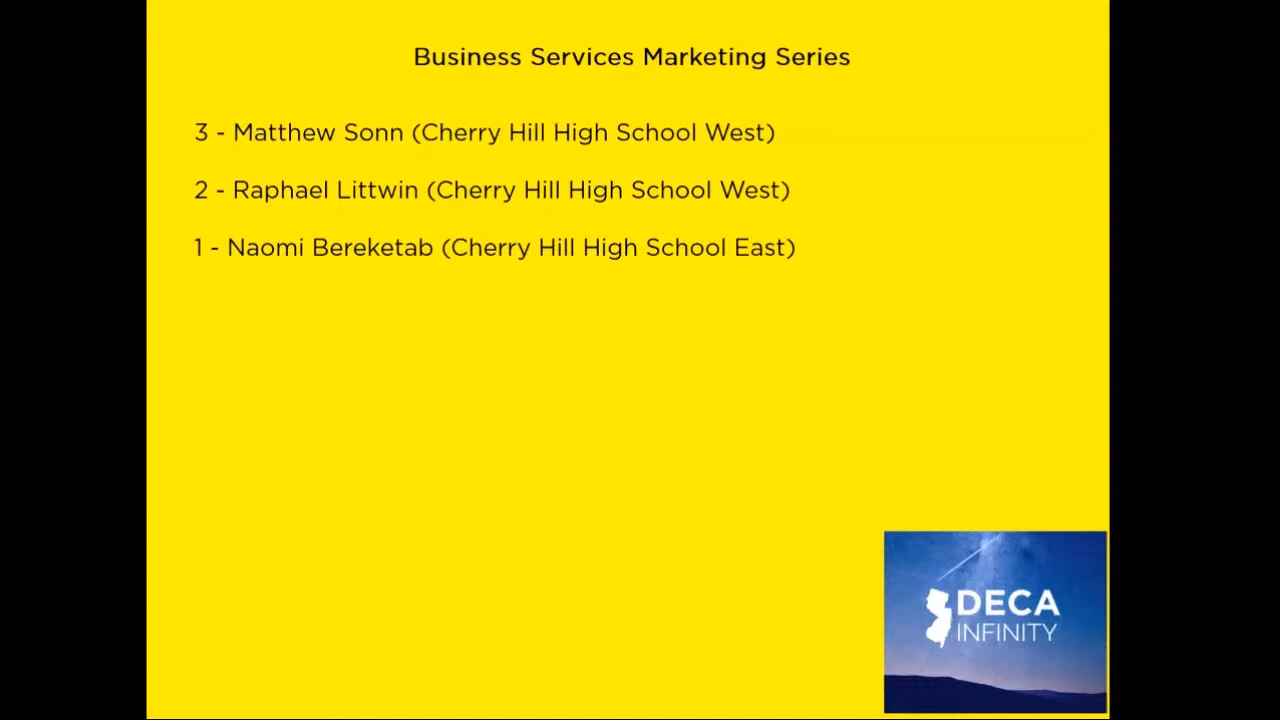 Business Services Marketing Series
3 - Matthew Sonn (Cherry Hill High School West)
2 - Raphael Littwin (Cherry Hill High School West)
1 - Naomi Bereketab (Cherry Hill High School East)
DECA
INFINITY